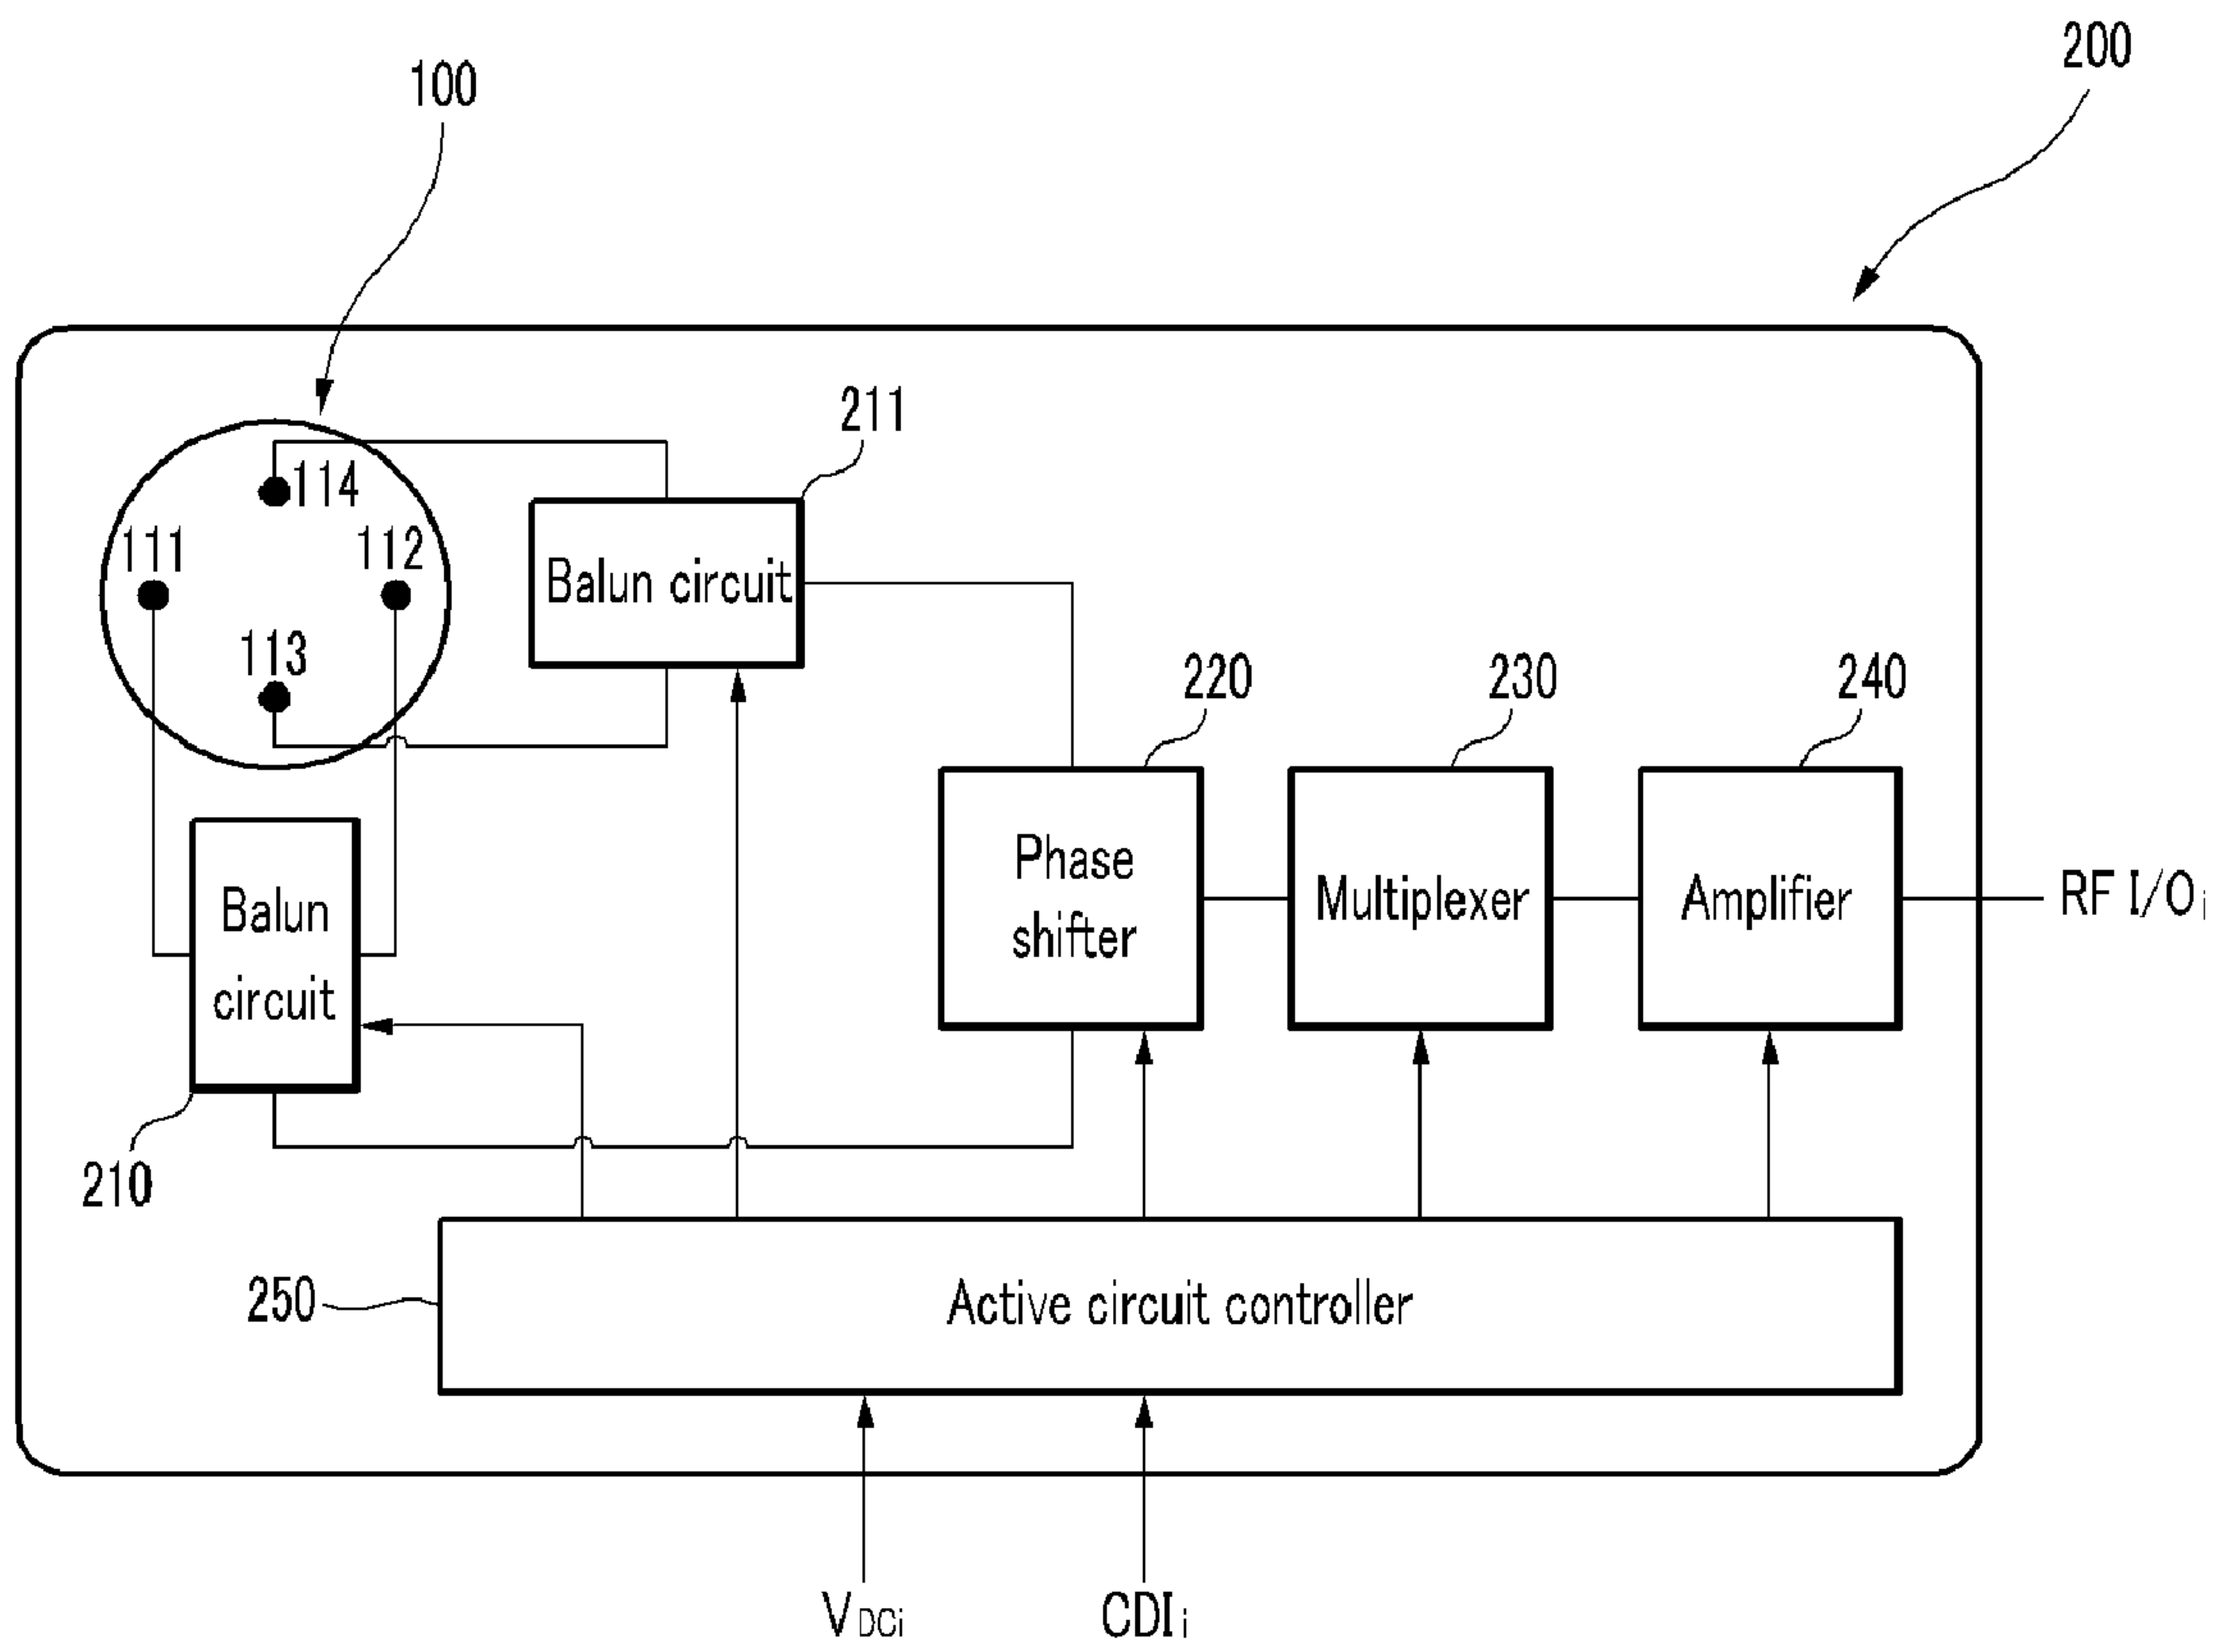 200
100
211
114
111
112
Balun circuit
113
220
230
240
Phase
shifter
Multiplexer
Amplifier
RF I/Oi
Balun
circuit
210
250
Active circuit controller
VDCi
CDIi